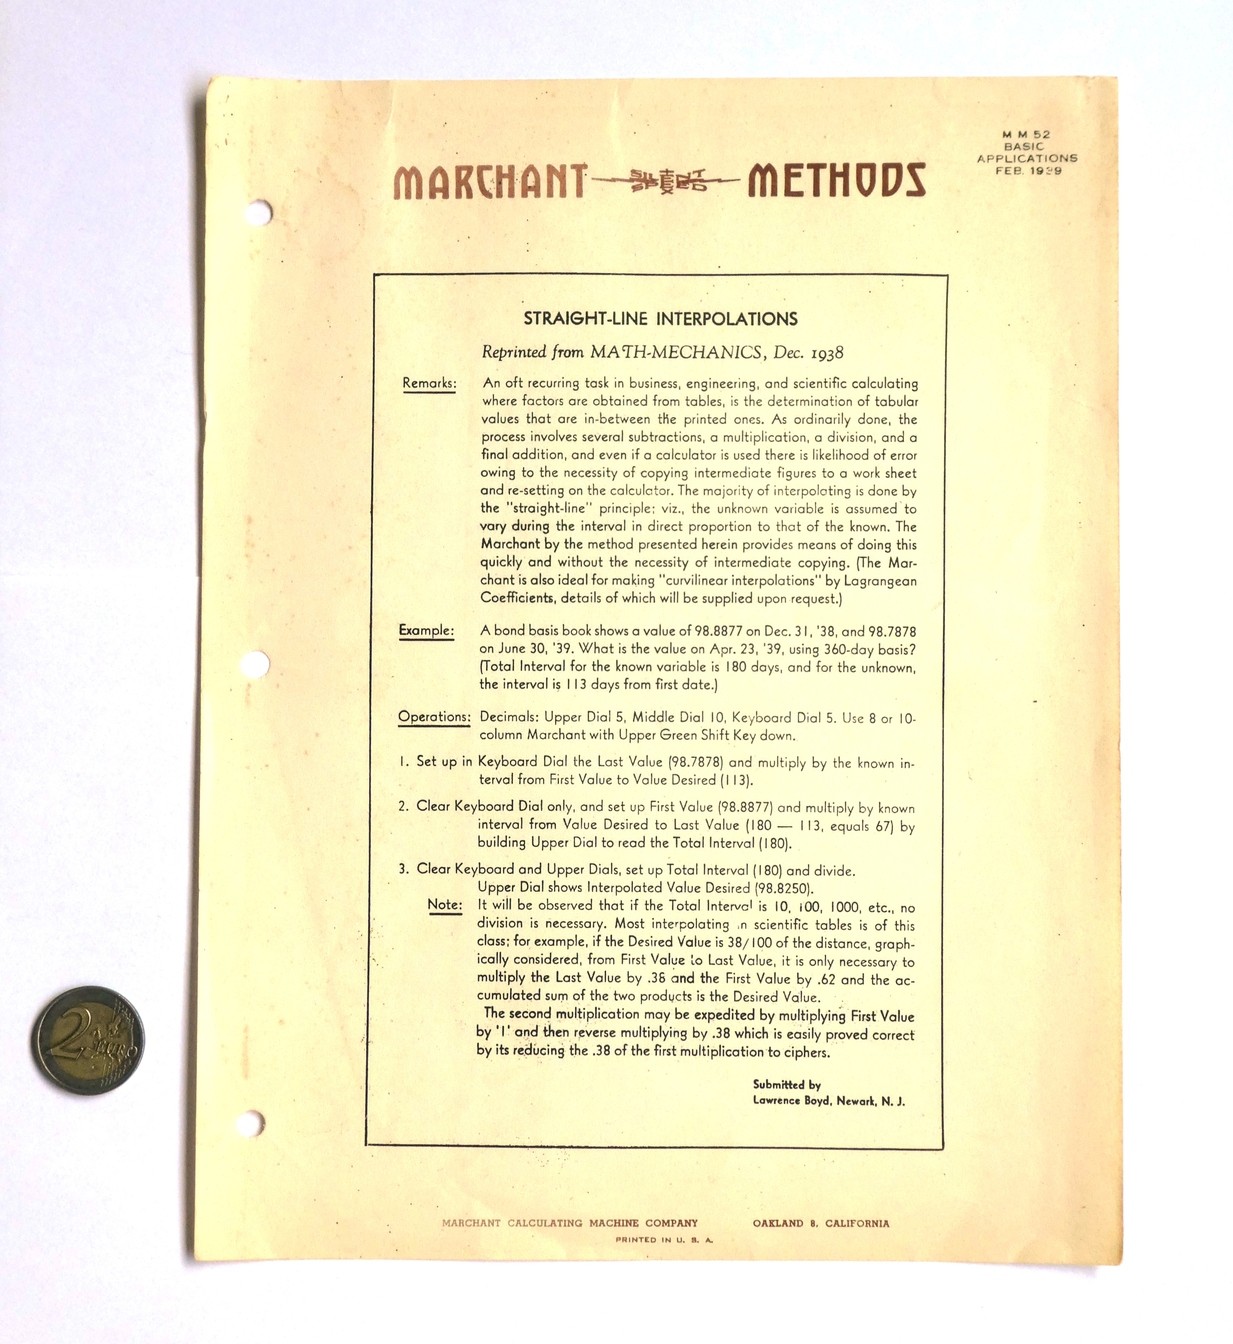 M M 52
BASIC
APPLICATIONS
FEB. 1939
MARCHANT SILENT SPEED METHODS
STRAIGHT-LINE INTERPOLATIONS
Reprinted from MATH-MECHANICS, Dec. 1938
Remarks: An oft recurring task in business, engineering, and scientific calculating
where factors are obtained from tables, is the determination of tabular
values that are in-between the printed ones. As ordinarily done, the
process involves several subtractions, a multiplication, a division, and a
final addition, and even if a calculator is used there is likelihood of error
owing to the necessity of copying intermediate figures to a work sheet
and re-setting on the calculator. The majority of interpolating is done by
the "straight-line" principle; viz., the unknown variable is assumed to
vary during the interval in direct proportion to that of the known. The
Marchant by the method presented herein provides means of doing this
quickly and without the necessity of intermediate copying. (The Mar-
chant is also ideal for making "curvilinear interpolations" by Lagrangean
Coefficients, details of which will be supplied upon request.)
Example: A bond basis book shows a value of 98.8877 on Dec. 31, '38, and 98.7878
on June 30, '39. What is the value on Apr. 23, '39, using 360-day basis?
(Total Interval for the known variable is 180 days, and for the unknown,
the interval is 113 days from first date.)
Operations: Decimals: Upper Dial 5, Middle Dial 10, Keyboard Dial 5. Use 8 or 10-
column Marchant with Upper Green Shift Key down.
1. Set up in Keyboard Dial the Last Value (98.7878) and multiply by the known in-
terval from First Value to Value Desired (113).
2. Clear Keyboard Dial only, and set up First Value (98.8877) and multiply by known
interval from Value Desired to Last Value (180 — 113, equals 67) by
building Upper Dial to read the Total Interval (180).
3. Clear Keyboard and Upper Dials, set up Total Interval (180) and divide.
Upper Dial shows Interpolated Value Desired (98.8250).
Note: It will be observed that if the Total Interval is 10, 100, 1000, etc., no
division is necessary. Most interpolating in scientific tables is of this
class; for example, if the Desired Value is 38/100 of the distance, graph-
ically considered, from First Value to Last Value, it is only necessary to
multiply the Last Value by .38 and the First Value by .62 and the ac-
cumulated sum of the two products is the Desired Value.
The second multiplication may be expedited by multiplying First Value
by '1' and then reverse multiplying by .38 which is easily proved correct
by its reducing the .38 of the first multiplication to ciphers.
Submitted by
Lawrence Boyd, Newark, N. J.
MARCHANT CALCULATING MACHINE COMPANY OAKLAND 8, CALIFORNIA
PRINTED IN U. S. A.
2 EURO